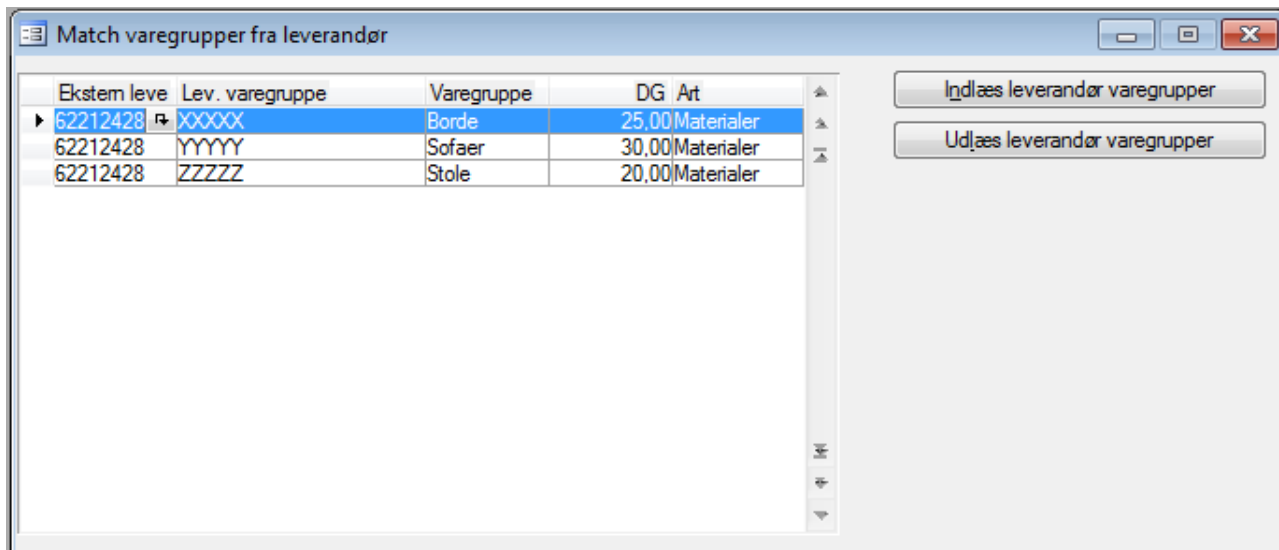 Match varegrupper fra leverandør
Ekstern leve Lev. varegruppe Varegruppe DG Art
62212428 XXXXX Borde 25,00 Materialer
62212428 YYYYY Sofaer 30,00 Materialer
62212428 ZZZZZ Stole 20,00 Materialer
Indlæs leverandør varegrupper
Udlæs leverandør varegrupper